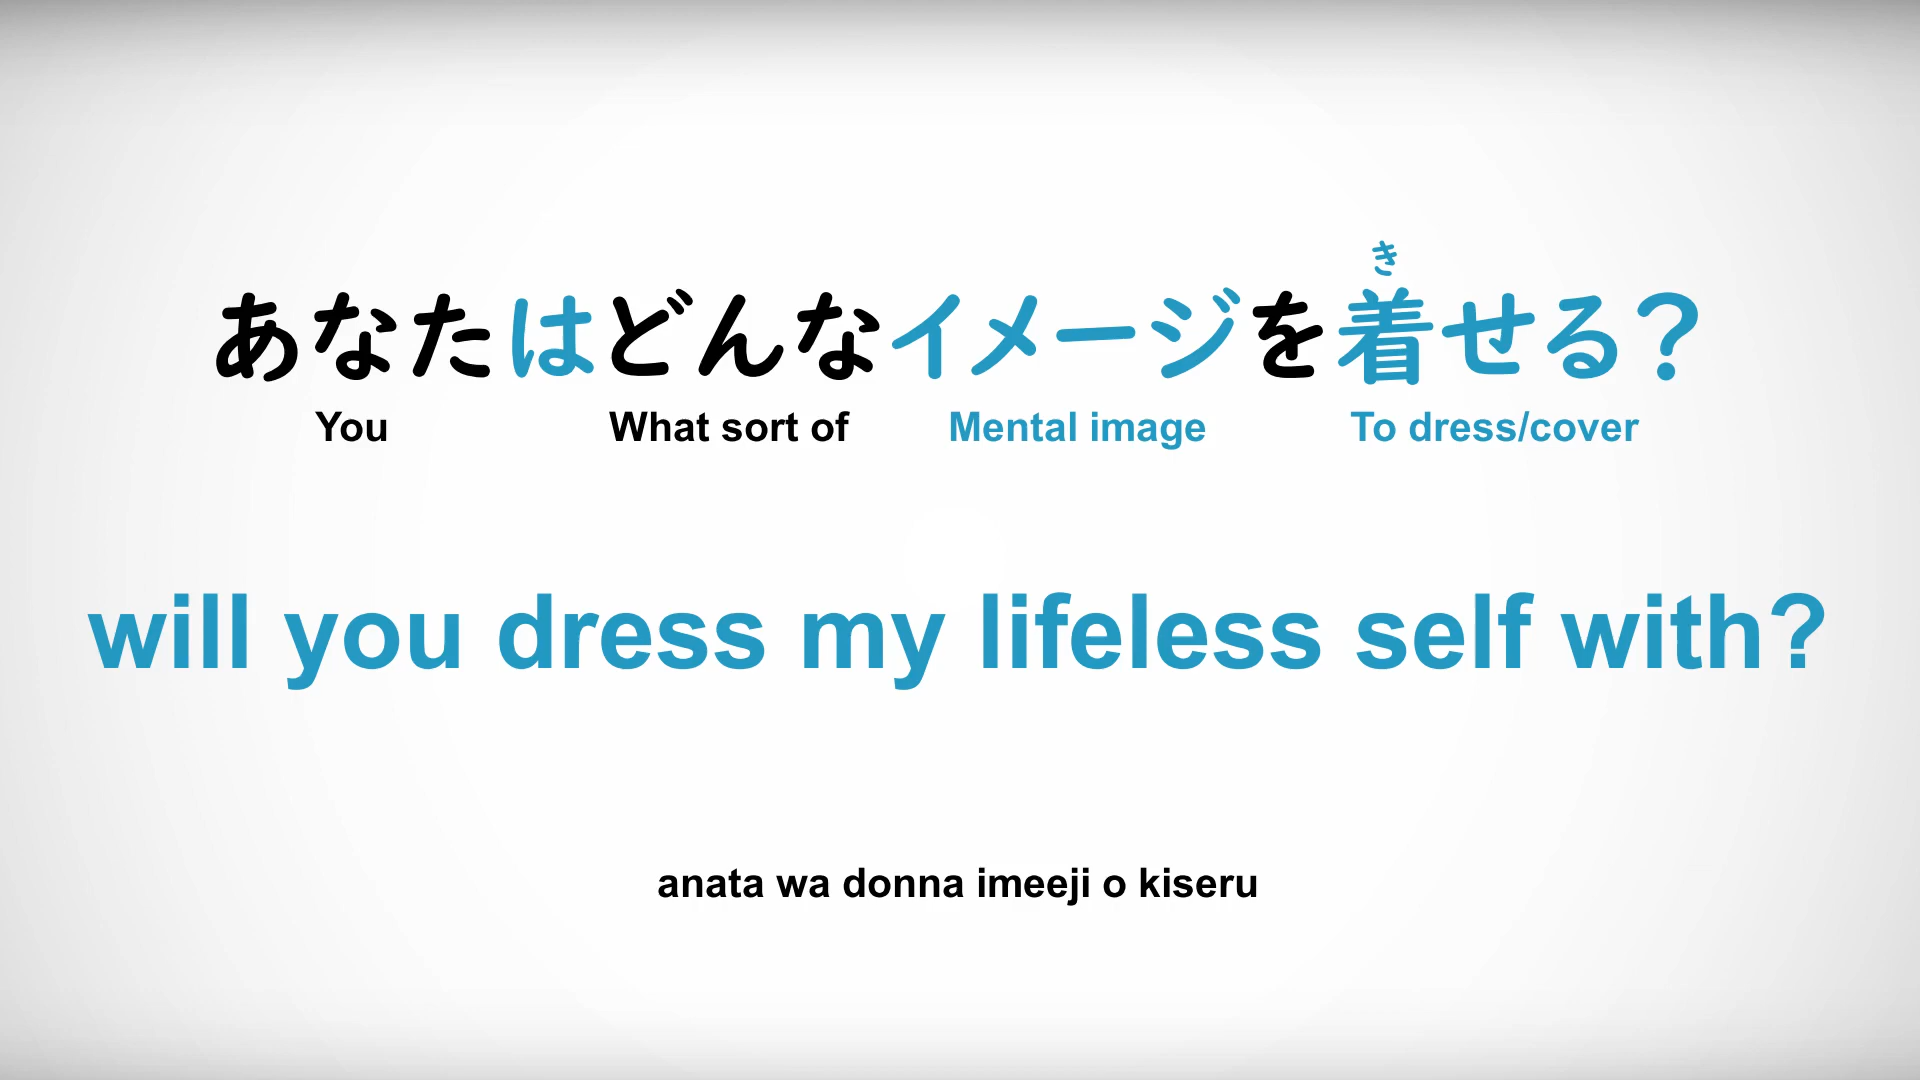 き
あなたはどんなイメージを着せる？
You What sort of Mental image To dress/cover
will you dress my lifeless self with?
anata wa donna imeeji o kiseru